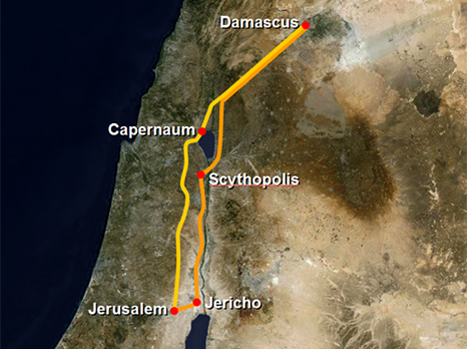 Damascus
Capernaum
Scythopolis
Jerusalem
Jericho